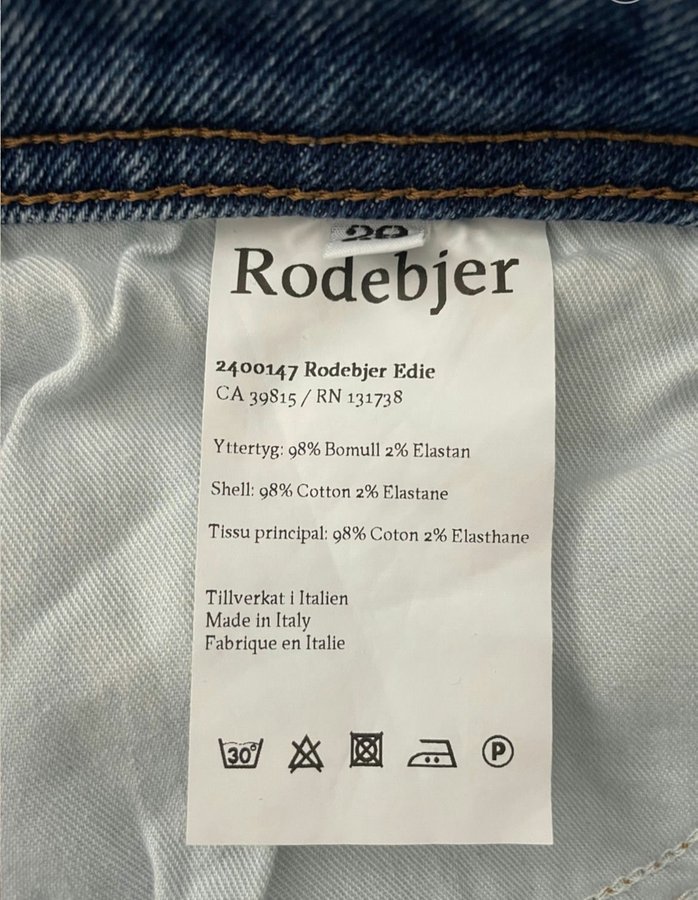 Rodebjer
2400147 Rodebjer Edie
CA 39815 / RN 131738
Yttertyg: 98% Bomull 2% Elastan
Shell: 98% Cotton 2% Elastane
Tissu principal: 98% Coton 2% Elasthane
Tillverkat i Italien
Made in Italy
Fabrique en Italie
30° P